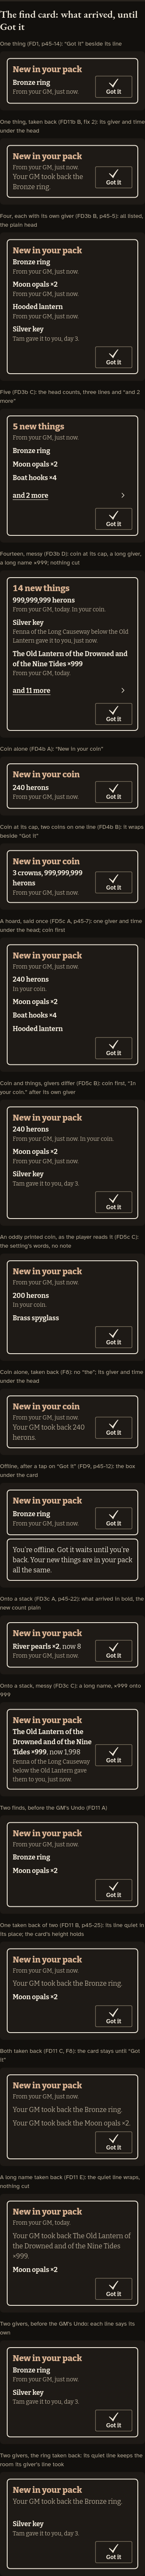 The find card: what arrived, until
Got it
One thing (FD1, p45-14): “Got it” beside its line
New in your pack
Bronze ring
From your GM, just now.
Got it
One thing, taken back (FD11b B, fix 2): its giver and time
under the head
New in your pack
From your GM, just now.
Your GM took back the
Bronze ring.
Got it
Four, each with its own giver (FD3b B, p45-5): all listed,
the plain head
New in your pack
Bronze ring
From your GM, just now.
Moon opals ×2
From your GM, just now.
Hooded lantern
From your GM, just now.
Silver key
Tam gave it to you, day 3.
Got it
Five (FD3b C): the head counts, three lines and “and 2
more”
5 new things
From your GM, just now.
Bronze ring
Moon opals ×2
Boat hooks ×4
and 2 more
Got it
Fourteen, messy (FD3b D): coin at its cap, a long giver,
a long name ×999; nothing cut
14 new things
999,999,999 herons
From your GM, today. In your coin.
Silver key
Fenna of the Long Causeway below the Old
Lantern gave it to you, just now.
The Old Lantern of the Drowned and
of the Nine Tides ×999
From your GM, today.
and 11 more
Got it
Coin alone (FD4b A): “New in your coin”
New in your coin
240 herons
From your GM, just now.
Got it
Coin at its cap, two coins on one line (FD4b B): it wraps
beside “Got it”
New in your coin
3 crowns, 999,999,999
herons
From your GM, just now.
Got it
A hoard, said once (FD5c A, p45-7): one giver and time
under the head; coin first
New in your pack
From your GM, just now.
240 herons
In your coin.
Moon opals ×2
Boat hooks ×4
Hooded lantern
Got it
Coin and things, givers differ (FD5c B): coin first, “In
your coin.” after its own giver
New in your pack
240 herons
From your GM, just now. In your coin.
Moon opals ×2
From your GM, just now.
Silver key
Tam gave it to you, day 3.
Got it
An oddly printed coin, as the player reads it (FD5c C):
the setting's words, no note
New in your pack
From your GM, just now.
200 herons
In your coin.
Brass spyglass
Got it
Coin alone, taken back (F8): no “the”; its giver and time
under the head
New in your coin
From your GM, just now.
Your GM took back 240
herons.
Got it
Offline, after a tap on “Got it” (FD9, p45-12): the box
under the card
New in your pack
Bronze ring
From your GM, just now.
Got it
You're offline. Got it waits until you're
back. Your new things are in your pack
all the same.
Onto a stack (FD3c A, p45-22): what arrived in bold, the
new count plain
New in your pack
River pearls ×2, now 8
From your GM, just now.
Got it
Onto a stack, messy (FD3c C): a long name, ×999 onto
999
New in your pack
The Old Lantern of the
Drowned and of the Nine
Tides ×999, now 1,998
Fenna of the Long Causeway
below the Old Lantern gave
them to you, just now.
Got it
Two finds, before the GM's Undo (FD11 A)
New in your pack
From your GM, just now.
Bronze ring
Moon opals ×2
Got it
One taken back of two (FD11 B, p45-25): its line quiet in
its place; the card's height holds
New in your pack
From your GM, just now.
Your GM took back the Bronze ring.
Moon opals ×2
Got it
Both taken back (FD11 C, F8): the card stays until “Got
it”
New in your pack
From your GM, just now.
Your GM took back the Bronze ring.
Your GM took back the Moon opals ×2.
Got it
A long name taken back (FD11 E): the quiet line wraps,
nothing cut
New in your pack
From your GM, today.
Your GM took back The Old Lantern of
the Drowned and of the Nine Tides
×999.
Moon opals ×2
Got it
Two givers, before the GM's Undo: each line says its
own
New in your pack
Bronze ring
From your GM, just now.
Silver key
Tam gave it to you, day 3.
Got it
Two givers, the ring taken back: its quiet line keeps the
room its giver's line took
New in your pack
Your GM took back the Bronze ring.
Silver key
Tam gave it to you, day 3.
Got it